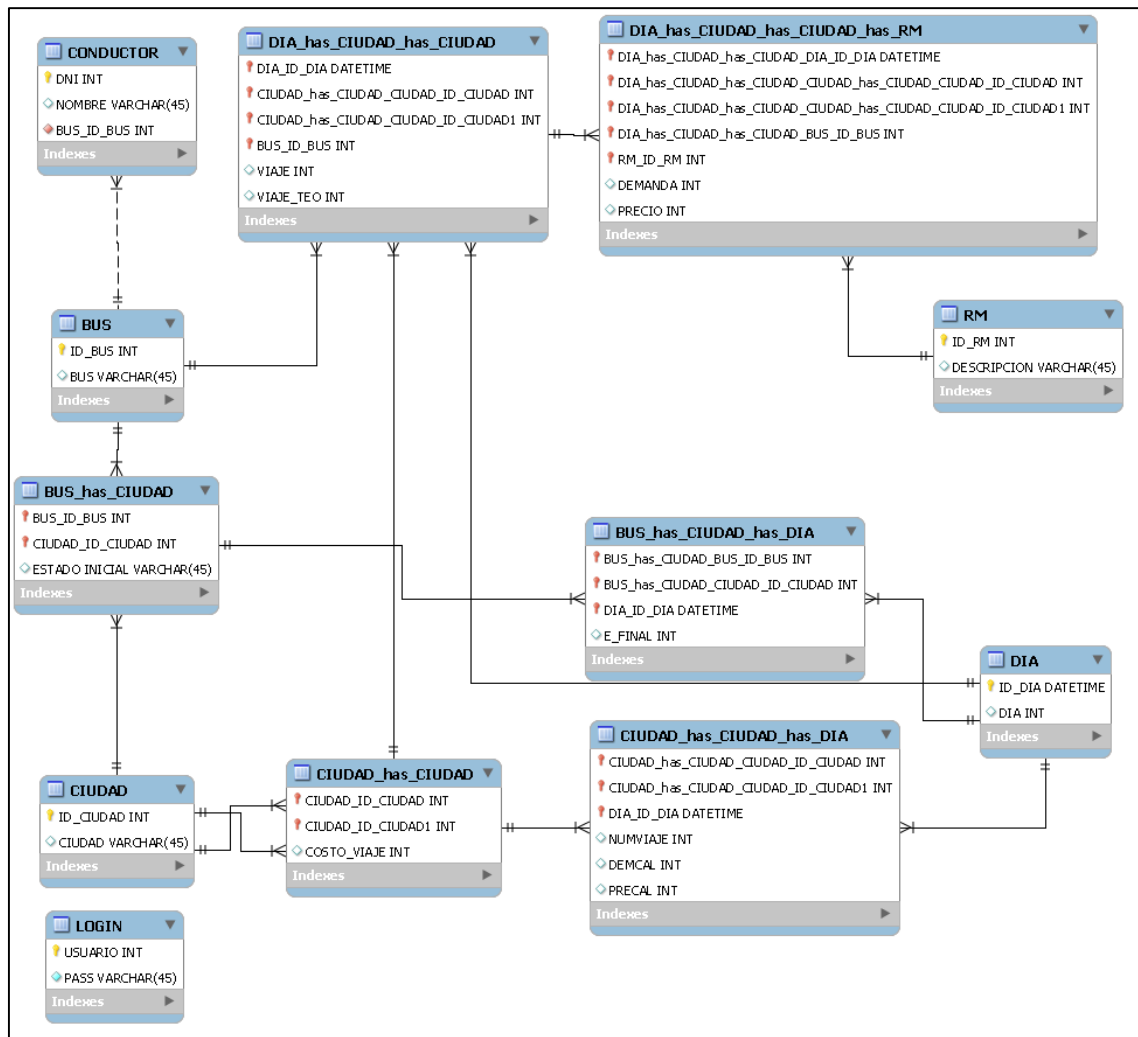 CONDUCTOR
DNI INT
NOMBRE VARCHAR(45)
BUS_ID_BUS INT
Indexes
DIA_has_CIUDAD_has_CIUDAD
DIA_ID_DIA DATETIME
CIUDAD_has_CIUDAD_CIUDAD_ID_CIUDAD INT
CIUDAD_has_CIUDAD_CIUDAD_ID_CIUDAD1 INT
BUS_ID_BUS INT
VIAJE INT
VIAJE_TEO INT
Indexes
DIA_has_CIUDAD_has_CIUDAD_has_RM
DIA_has_CIUDAD_has_CIUDAD_DIA_ID_DIA DATETIME
DIA_has_CIUDAD_has_CIUDAD_CIUDAD_has_CIUDAD_CIUDAD_ID_CIUDAD INT
DIA_has_CIUDAD_has_CIUDAD_CIUDAD_has_CIUDAD_CIUDAD_ID_CIUDAD1 INT
DIA_has_CIUDAD_has_CIUDAD_BUS_ID_BUS INT
RM_ID_RM INT
DEMANDA INT
PRECIO INT
Indexes
BUS
ID_BUS INT
BUS VARCHAR(45)
Indexes
RM
ID_RM INT
DESCRIPCION VARCHAR(45)
Indexes
BUS_has_CIUDAD
BUS_ID_BUS INT
CIUDAD_ID_CIUDAD INT
ESTADO INICIAL VARCHAR(45)
Indexes
BUS_has_CIUDAD_has_DIA
BUS_has_CIUDAD_BUS_ID_BUS INT
BUS_has_CIUDAD_CIUDAD_ID_CIUDAD INT
DIA_ID_DIA DATETIME
E_FINAL INT
Indexes
DIA
ID_DIA DATETIME
DIA INT
Indexes
CIUDAD_has_CIUDAD_has_DIA
CIUDAD_has_CIUDAD_CIUDAD_ID_CIUDAD INT
CIUDAD_has_CIUDAD_CIUDAD_ID_CIUDAD1 INT
DIA_ID_DIA DATETIME
NUMVIAJE INT
DEMCAL INT
PRECAL INT
Indexes
CIUDAD
ID_CIUDAD INT
CIUDAD VARCHAR(45)
Indexes
CIUDAD_has_CIUDAD
CIUDAD_ID_CIUDAD INT
CIUDAD_ID_CIUDAD1 INT
COSTO_VIAJE INT
Indexes
LOGIN
USUARIO INT
PASS VARCHAR(45)
Indexes